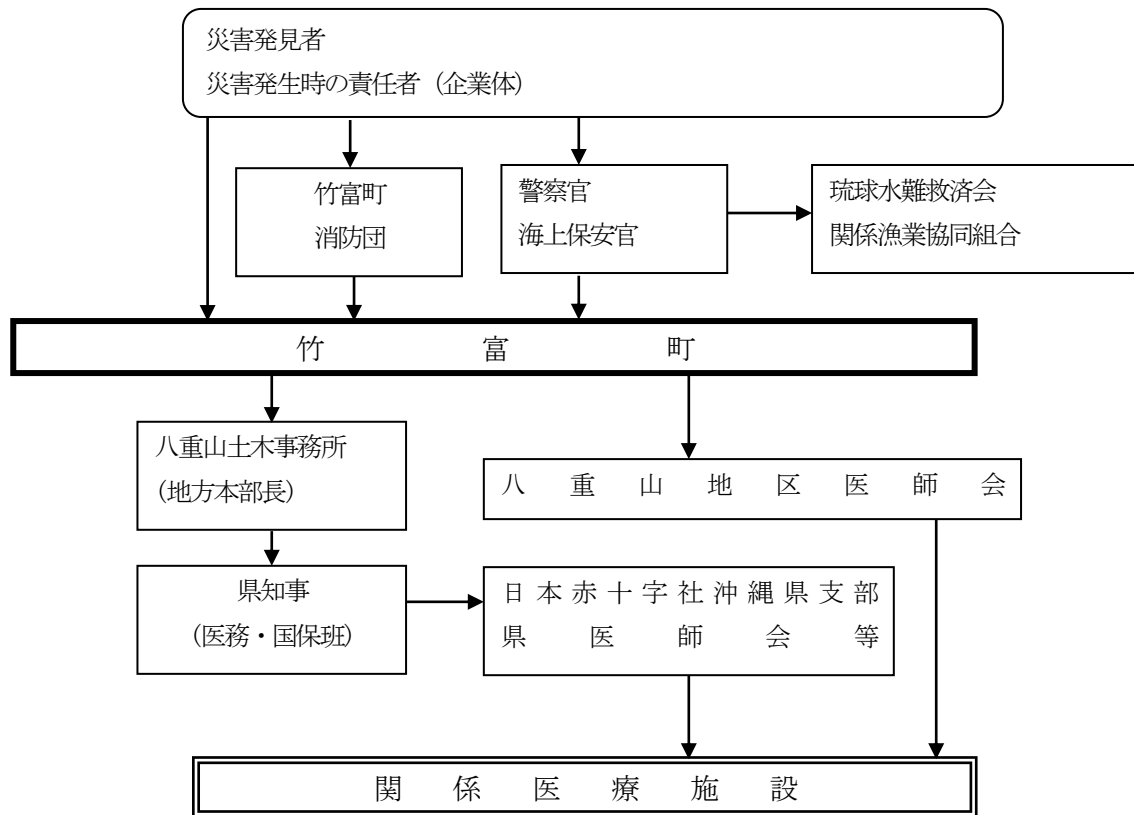 災害発見者
災害発生時の責任者（企業体）
竹富町
消防団
警察官
海上保安官
琉球水難救済会
関係漁業協同組合
竹富町
八重山土木事務所
（地方本部長）
八重山地区医師会
県知事
（医務・国保班）
日本赤十字社沖縄県支部
県医師会等
関係医療施設